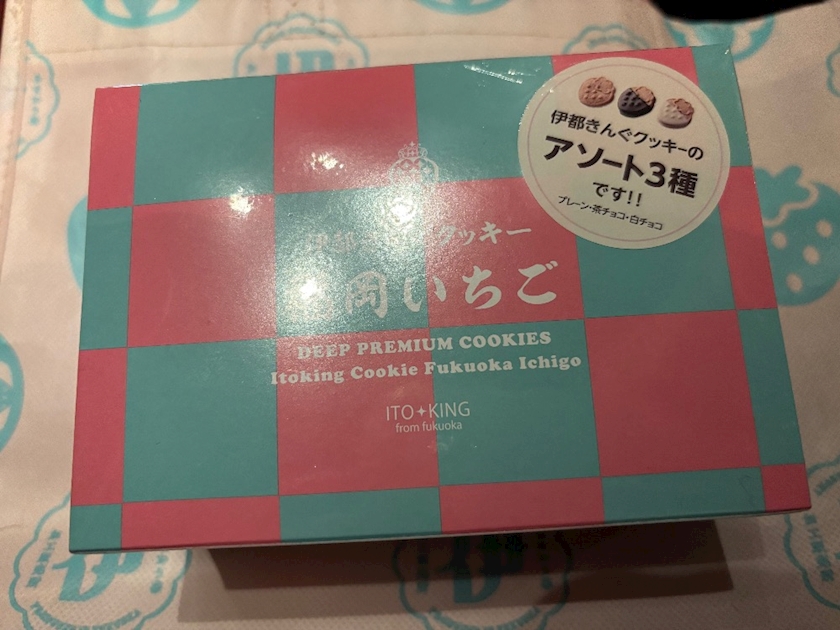 伊都きんぐクッキーの
アソート3種
です!!
プレーン・茶チョコ・白チョコ
クッキー
岡いちご
DEEP PREMIUM COOKIES
Itoking Cookie Fukuoka Ichigo
ITO✦KING
from fukuoka